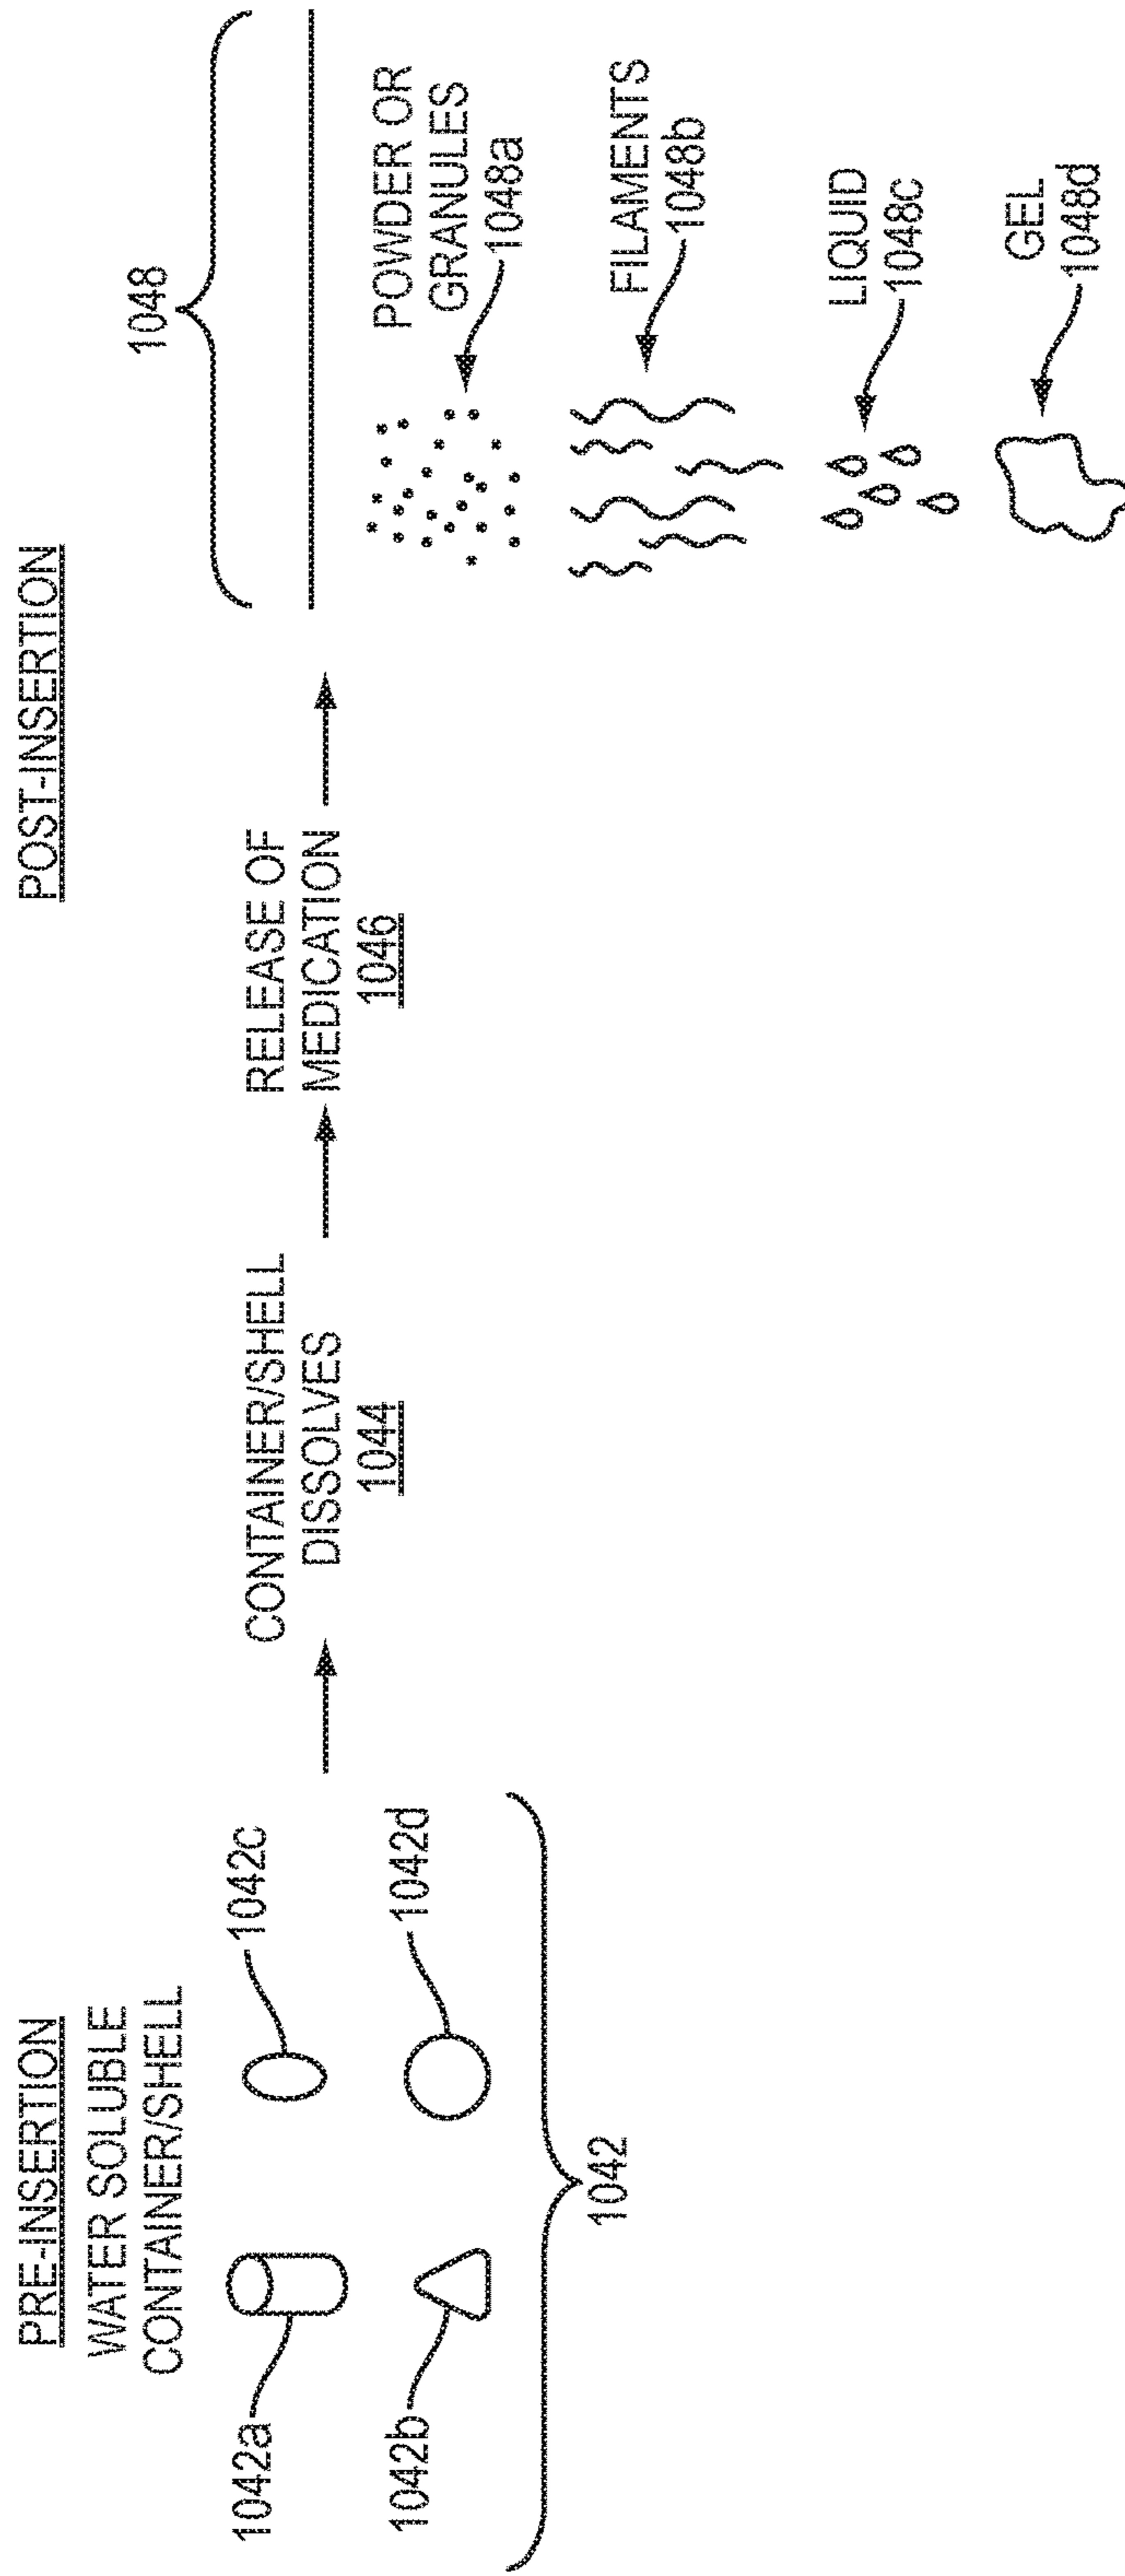 PRE-INSERTION
WATER SOLUBLE
CONTAINER/SHELL
1042a
1042c
1042b
1042d
1042
CONTAINER/SHELL
DISSOLVES
1044
RELEASE OF
MEDICATION
1046
POST-INSERTION
1048
POWDER OR
GRANULES
1048a
FILAMENTS
1048b
LIQUID
1048c
GEL
1048d